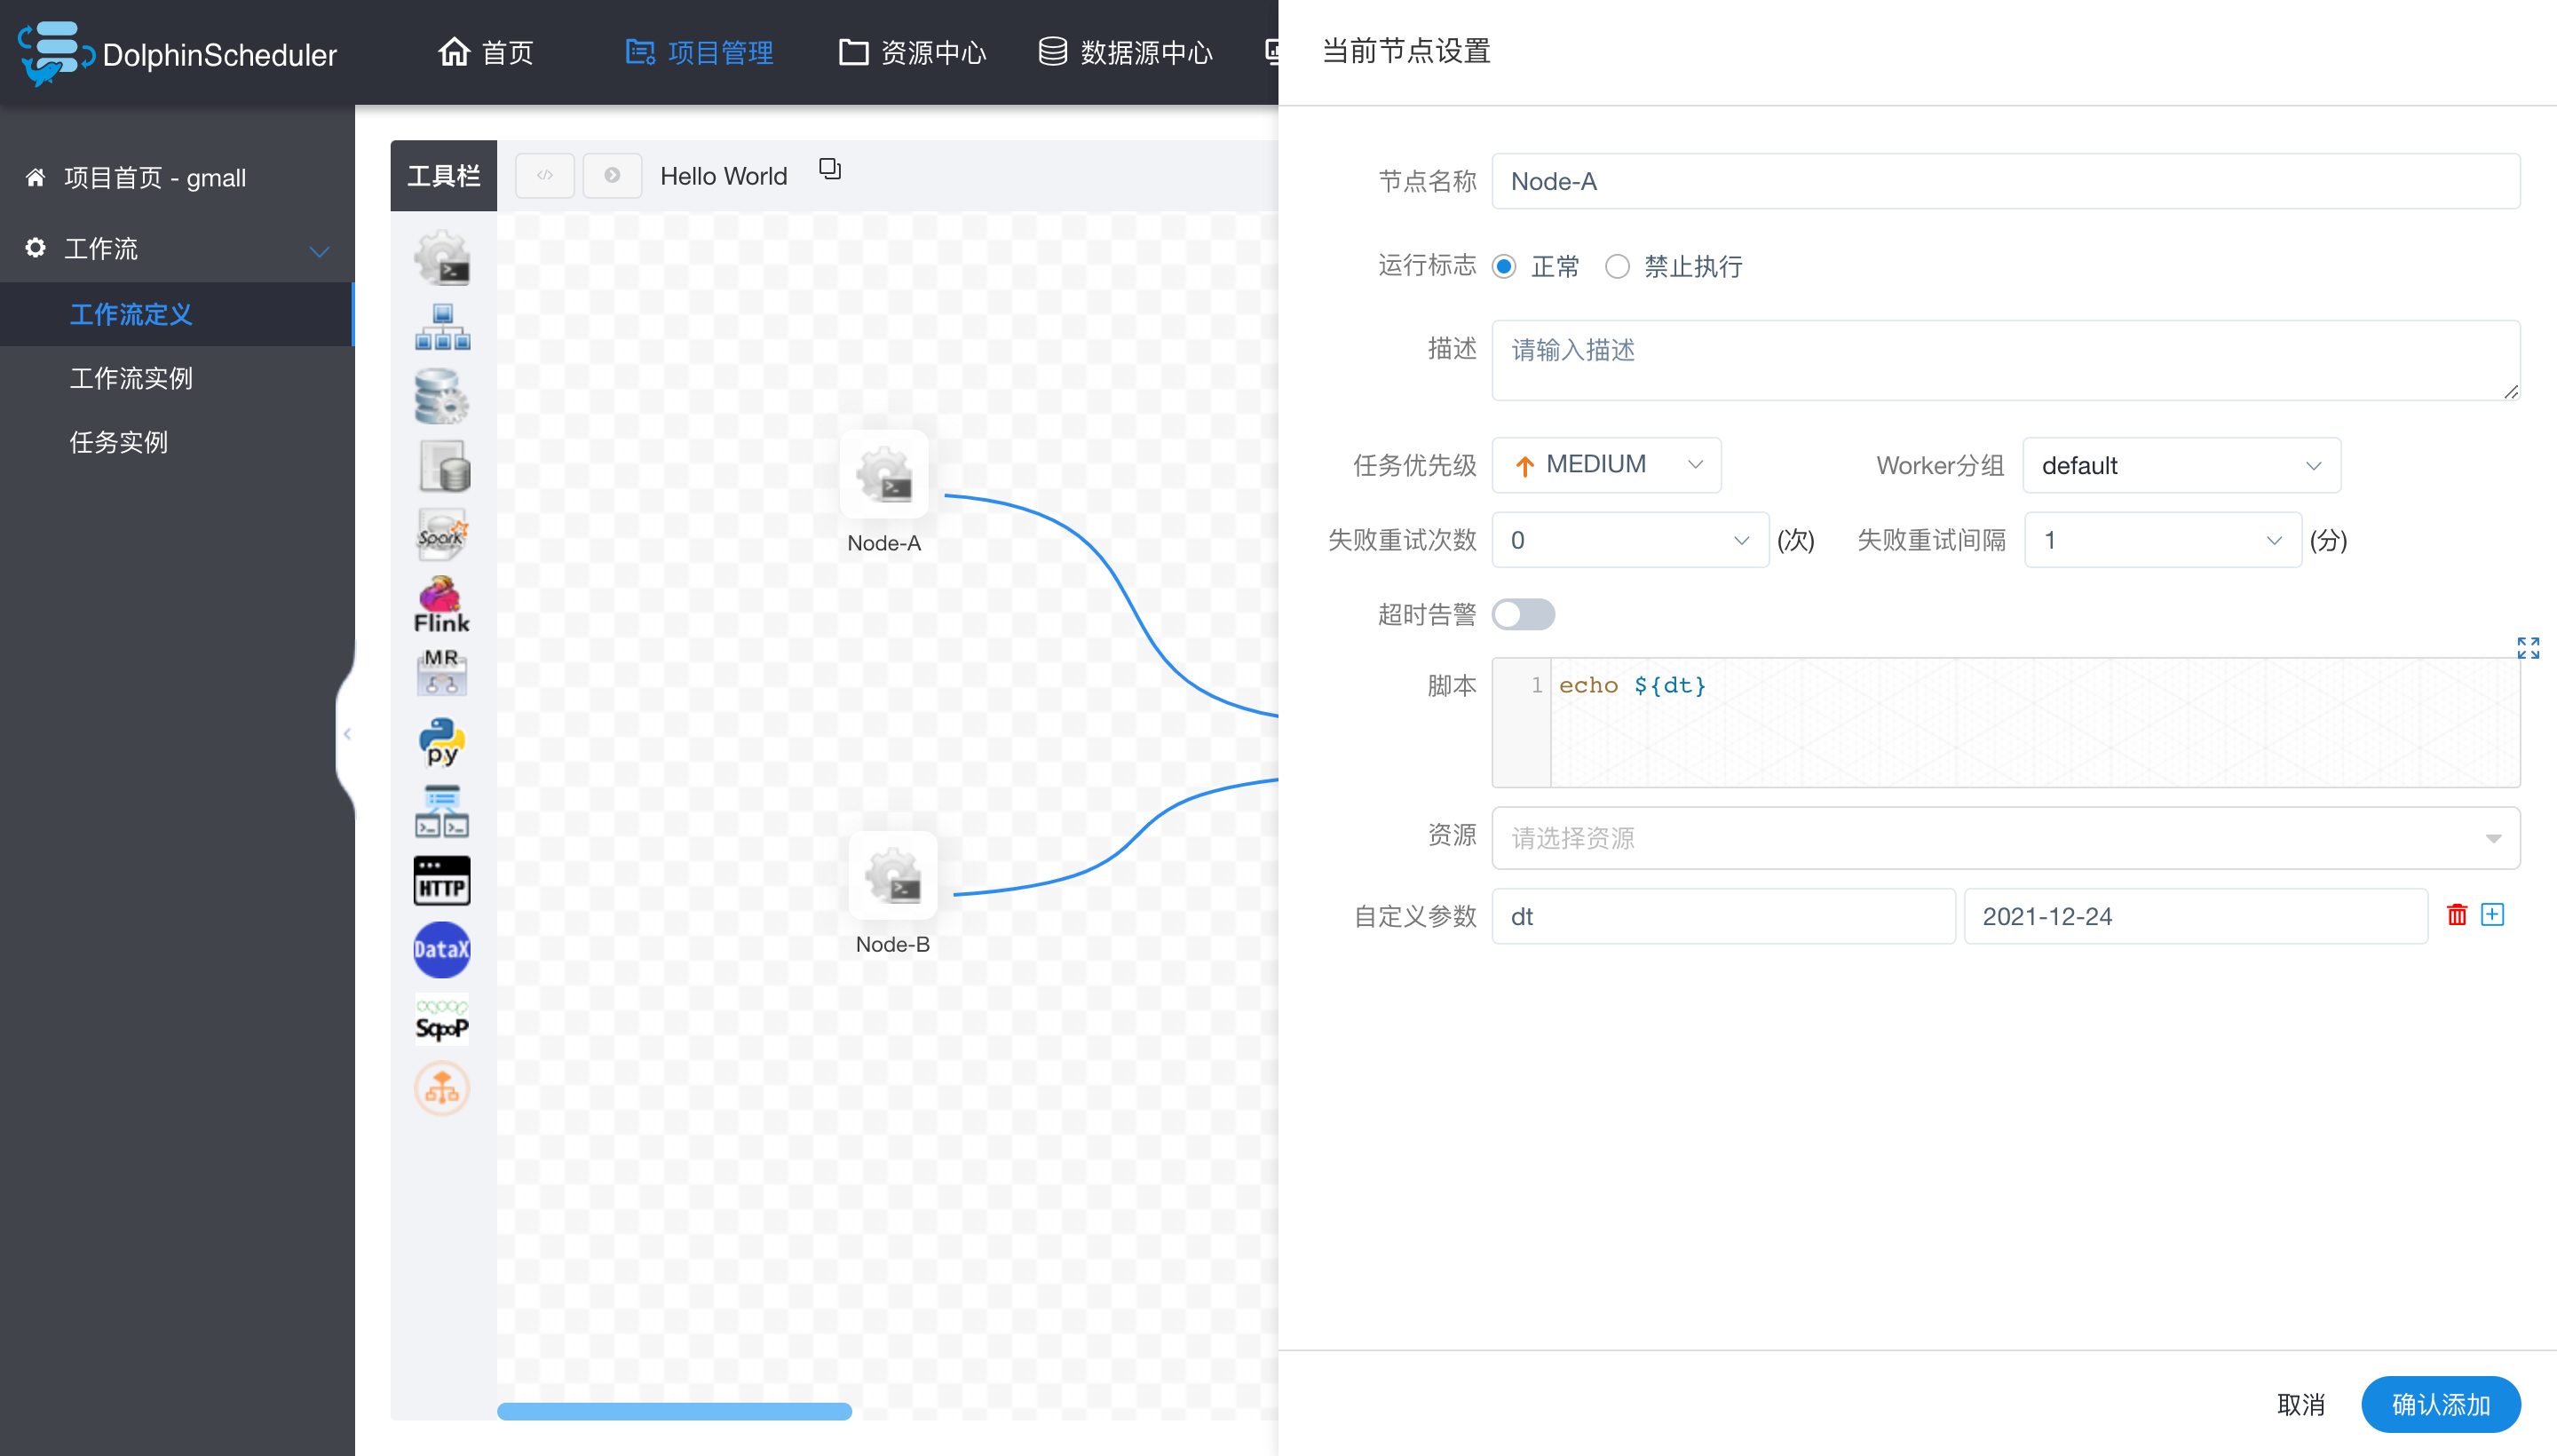 DolphinScheduler
首页
项目管理
资源中心
数据源中心
项目首页 - gmall
工作流
工作流定义
工作流实例
任务实例
工具栏
Hello World
Spark
Flink
MR
py
HTTP
DataX
SqooP
Node-A
Node-B
当前节点设置
节点名称 Node-A
运行标志 正常 禁止执行
描述 请输入描述
任务优先级 MEDIUM Worker分组 default
失败重试次数 0 (次) 失败重试间隔 1 (分)
超时告警
脚本 1 echo ${dt}
资源 请选择资源
自定义参数 dt 2021-12-24
取消 确认添加